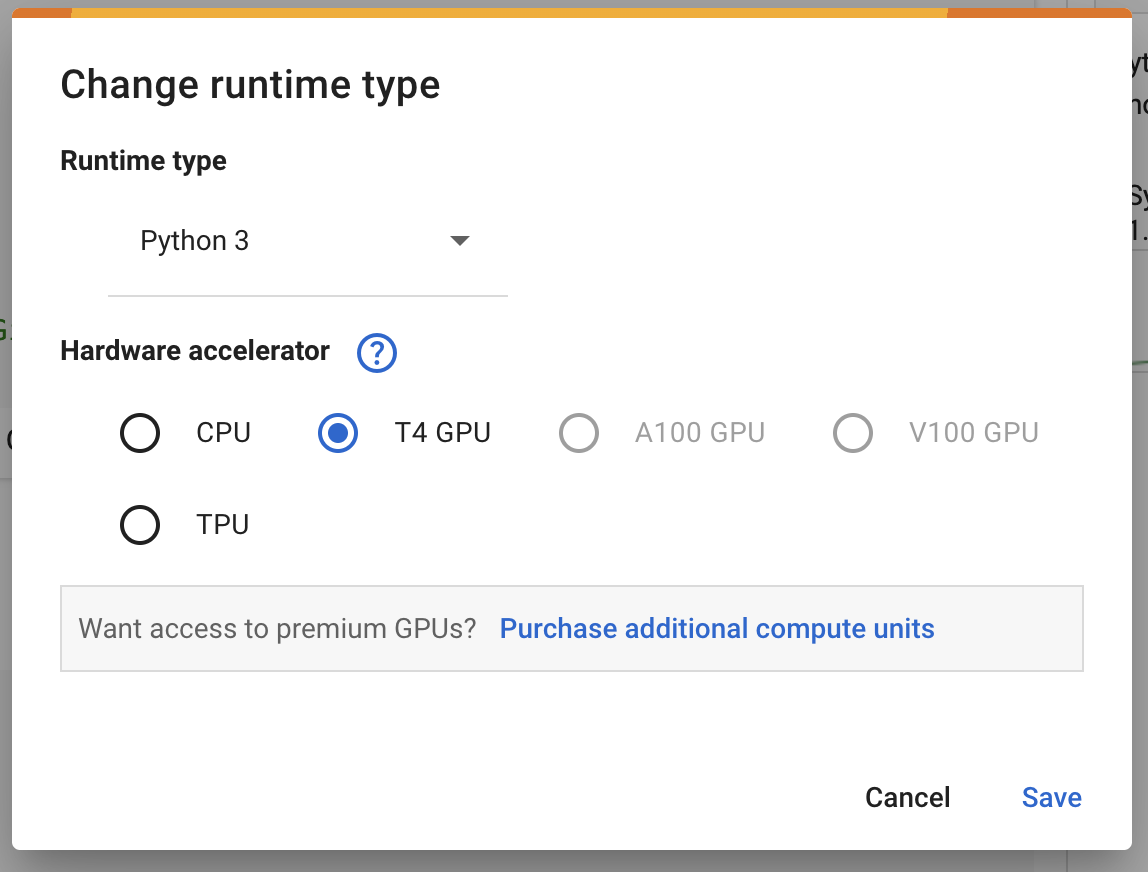 Change runtime type
Runtime type
Python 3
Hardware accelerator ?
CPU T4 GPU A100 GPU V100 GPU
TPU
Want access to premium GPUs? Purchase additional compute units
Cancel Save